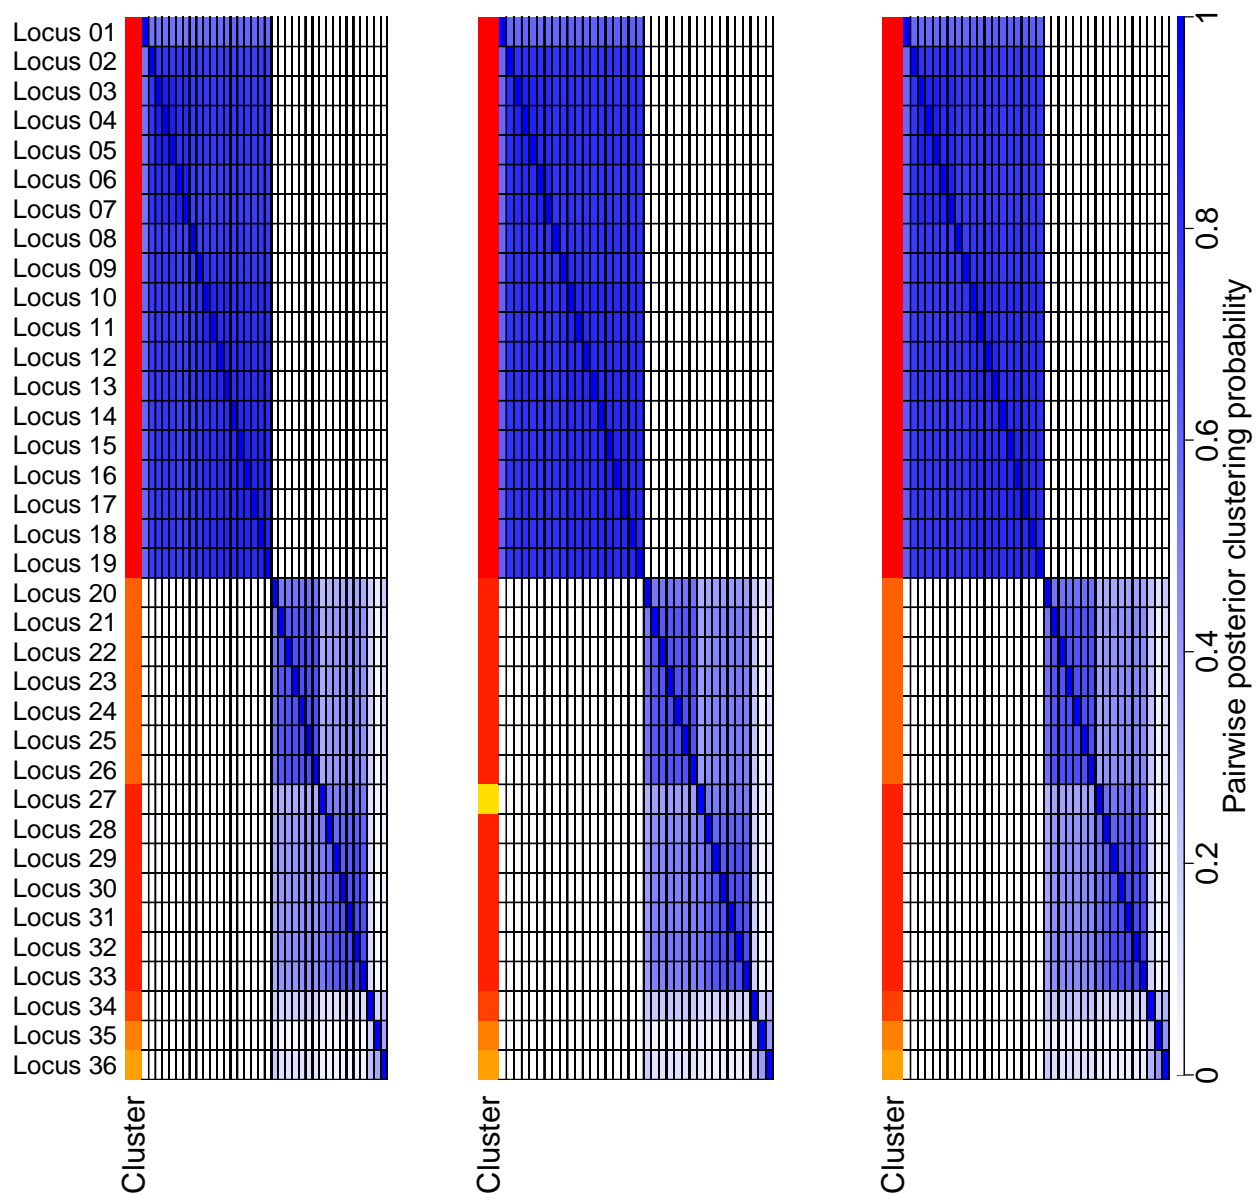 Locus 01
Locus 02
Locus 03
Locus 04
Locus 05
Locus 06
Locus 07
Locus 08
Locus 09
Locus 10
Locus 11
Locus 12
Locus 13
Locus 14
Locus 15
Locus 16
Locus 17
Locus 18
Locus 19
Locus 20
Locus 21
Locus 22
Locus 23
Locus 24
Locus 25
Locus 26
Locus 27
Locus 28
Locus 29
Locus 30
Locus 31
Locus 32
Locus 33
Locus 34
Locus 35
Locus 36
Cluster
Cluster
Cluster
1
0.8
0.6
0.4
0.2
0
Pairwise posterior clustering probability